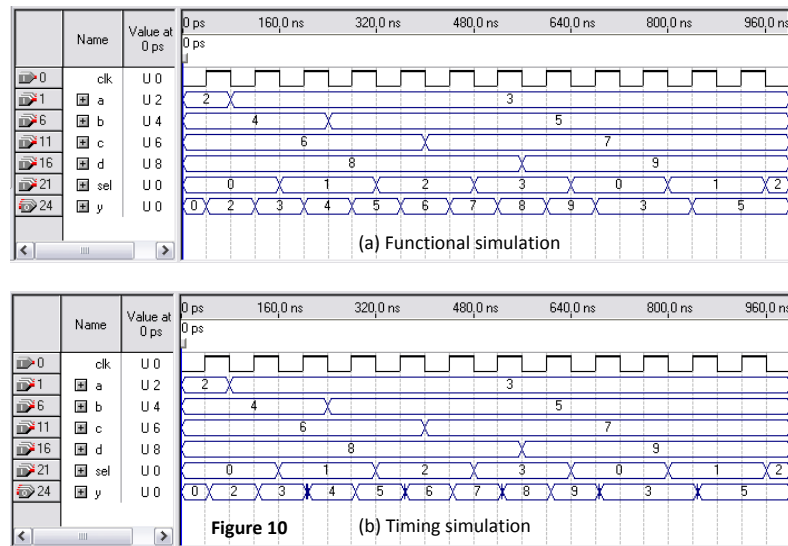 Name Value at 0 ps
0 ps 160,0 ns 320,0 ns 480,0 ns 640,0 ns 800,0 ns 960,0 ns
0 ps
0 clk U 0
1 a U 2 2 3
6 b U 4 4 5
11 c U 6 6 7
16 d U 8 8 9
21 sel U 0 0 1 2 3 0 1 2
24 y U 0 0 2 3 4 5 6 7 8 9 3 5
(a) Functional simulation
Name Value at 0 ps
0 ps 160,0 ns 320,0 ns 480,0 ns 640,0 ns 800,0 ns 960,0 ns
0 ps
0 clk U 0
1 a U 2 2 3
6 b U 4 4 5
11 c U 6 6 7
16 d U 8 8 9
21 sel U 0 0 1 2 3 0 1 2
24 y U 0 0 2 3 4 5 6 7 8 9 3 5
Figure 10 (b) Timing simulation